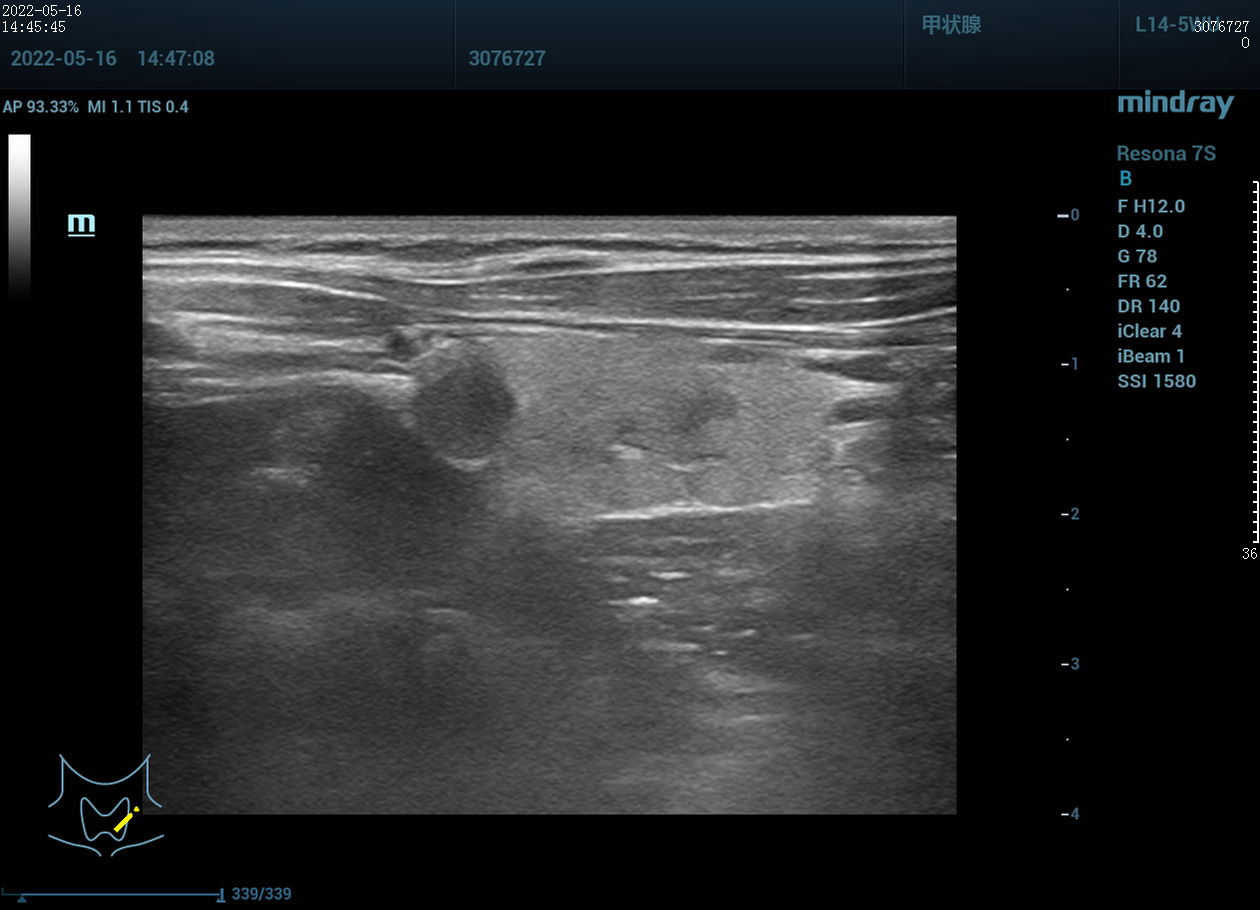 2022-05-16
14:45:45
甲状腺
L14-5WU
3076727
0
2022-05-16 14:47:08
3076727
AP 93.33% MI 1.1 TIS 0.4
mindray
Resona 7S
B
F H12.0
D 4.0
G 78
FR 62
DR 140
iClear 4
iBeam 1
SSI 1580
m
0
1
2
3
4
36
339/339